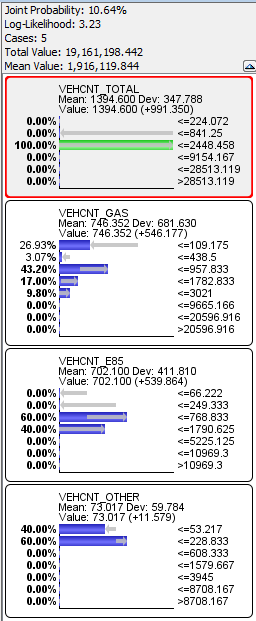 Joint Probability: 10.64%
Log-Likelihood: 3.23
Cases: 5
Total Value: 19,161,198.442
Mean Value: 1,916,119.844
VEHCNT_TOTAL
Mean: 1394.600 Dev: 347.788
Value: 1394.600 (+991.350)
0.00% <=224.072
0.00% <=841.25
100.00% <=2448.458
0.00% <=9154.167
0.00% <=28513.119
0.00% >28513.119
VEHCNT_GAS
Mean: 746.352 Dev: 681.630
Value: 746.352 (+546.177)
26.93% <=109.175
3.07% <=438.5
43.20% <=957.833
17.00% <=1782.833
9.80% <=3021
0.00% <=9665.166
0.00% <=20596.916
0.00% >20596.916
VEHCNT_E85
Mean: 702.100 Dev: 411.810
Value: 702.100 (+539.864)
0.00% <=66.222
0.00% <=249.333
60.00% <=768.833
40.00% <=1790.625
0.00% <=5225.125
0.00% <=10969.3
0.00% >10969.3
VEHCNT_OTHER
Mean: 73.017 Dev: 59.784
Value: 73.017 (+11.579)
40.00% <=53.217
60.00% <=228.833
0.00% <=608.333
0.00% <=1579.667
0.00% <=3945
0.00% <=8708.167
0.00% >8708.167